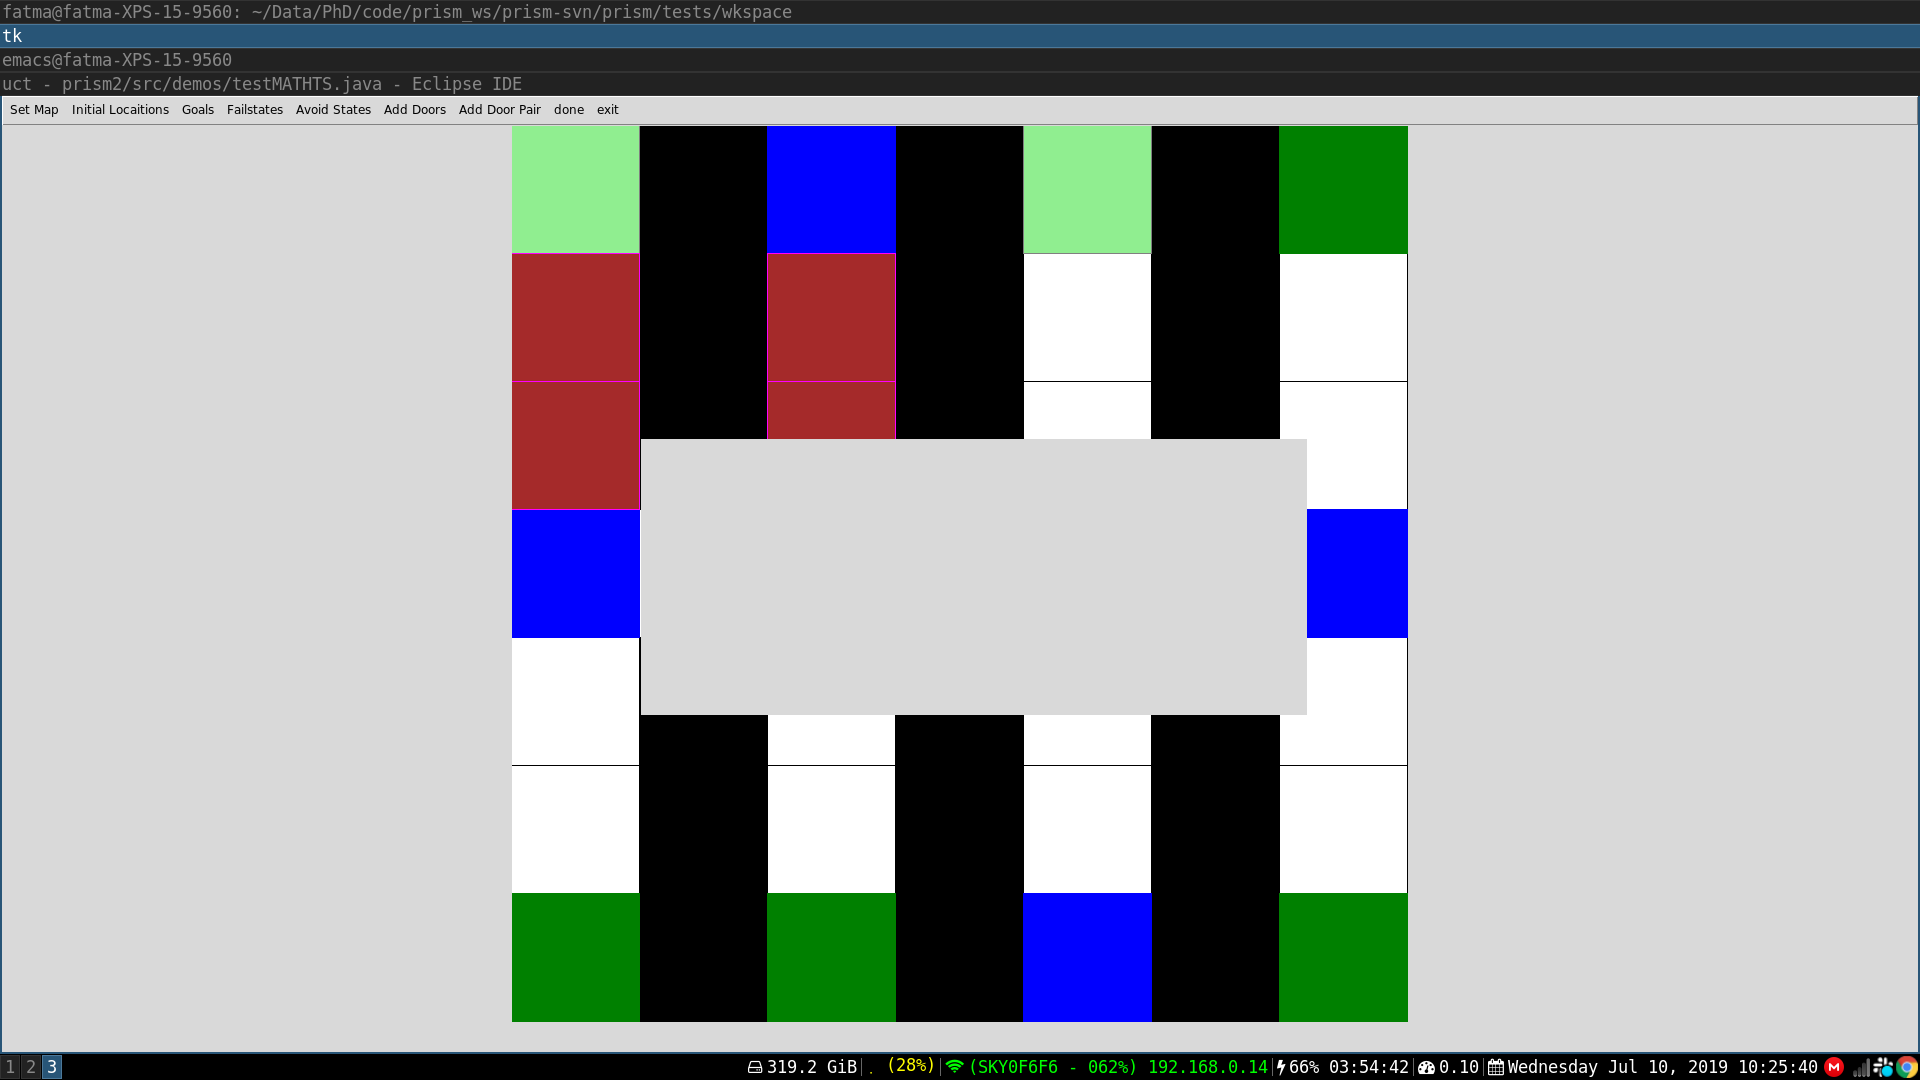 fatma@fatma-XPS-15-9560: ~/Data/PhD/code/prism_ws/prism-svn/prism/tests/wkspace
tk
emacs@fatma-XPS-15-9560
uct - prism2/src/demos/testMATHTS.java - Eclipse IDE
Set Map Initial Locaitions Goals Failstates Avoid States Add Doors Add Door Pair done exit
1 2 3 319.2 GiB . (28%) (SKY0F6F6 - 062%) 192.168.0.14 66% 03:54:42 0.10 Wednesday Jul 10, 2019 10:25:40 M